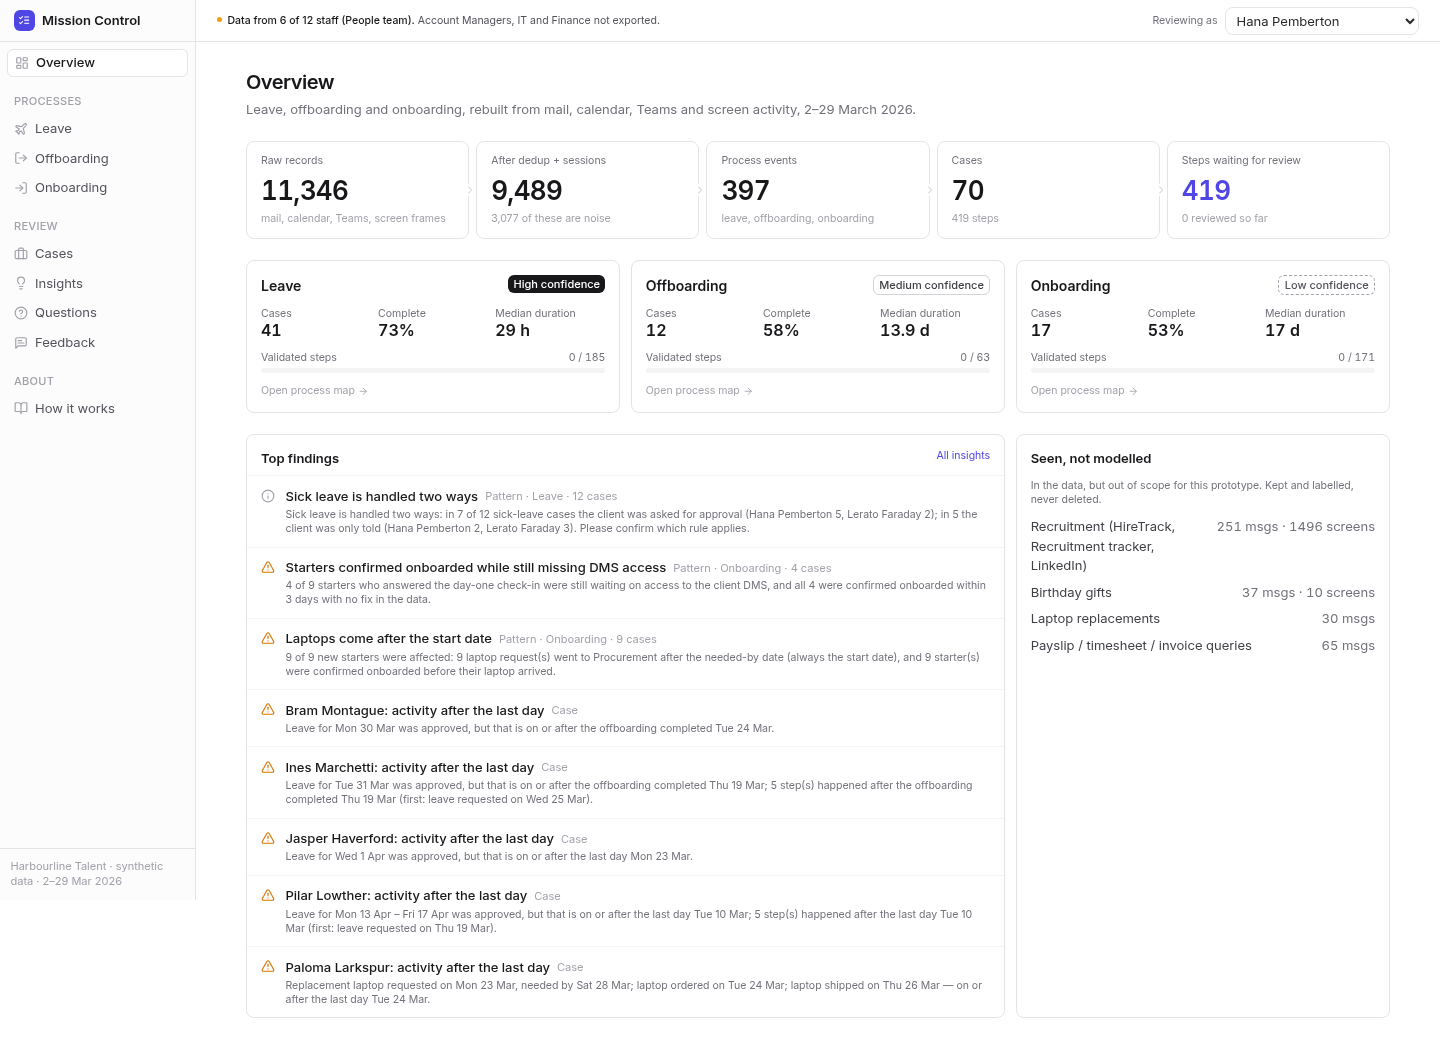 Mission Control
Data from 6 of 12 staff (People team). Account Managers, IT and Finance not exported.
Reviewing as
Hana Pemberton
Overview
PROCESSES
Leave
Offboarding
Onboarding
REVIEW
Cases
Insights
Questions
Feedback
ABOUT
How it works
Harbourline Talent · synthetic
data · 2–29 Mar 2026
Overview
Leave, offboarding and onboarding, rebuilt from mail, calendar, Teams and screen activity, 2–29 March 2026.
Raw records
11,346
mail, calendar, Teams, screen frames
After dedup + sessions
9,489
3,077 of these are noise
Process events
397
leave, offboarding, onboarding
Cases
70
419 steps
Steps waiting for review
419
0 reviewed so far
Leave
High confidence
Cases
Complete
Median duration
41
73%
29 h
Validated steps
0 / 185
Open process map →
Offboarding
Medium confidence
Cases
Complete
Median duration
12
58%
13.9 d
Validated steps
0 / 63
Open process map →
Onboarding
Low confidence
Cases
Complete
Median duration
17
53%
17 d
Validated steps
0 / 171
Open process map →
Top findings
All insights
Sick leave is handled two ways Pattern · Leave · 12 cases
Sick leave is handled two ways: in 7 of 12 sick-leave cases the client was asked for approval (Hana Pemberton 5, Lerato Faraday 2); in 5 the
client was only told (Hana Pemberton 2, Lerato Faraday 3). Please confirm which rule applies.
Starters confirmed onboarded while still missing DMS access Pattern · Onboarding · 4 cases
4 of 9 starters who answered the day-one check-in were still waiting on access to the client DMS, and all 4 were confirmed onboarded within
3 days with no fix in the data.
Laptops come after the start date Pattern · Onboarding · 9 cases
9 of 9 new starters were affected: 9 laptop request(s) went to Procurement after the needed-by date (always the start date), and 9 starter(s)
were confirmed onboarded before their laptop arrived.
Bram Montague: activity after the last day Case
Leave for Mon 30 Mar was approved, but that is on or after the offboarding completed Tue 24 Mar.
Ines Marchetti: activity after the last day Case
Leave for Tue 31 Mar was approved, but that is on or after the offboarding completed Thu 19 Mar; 5 step(s) happened after the offboarding
completed Thu 19 Mar (first: leave requested on Wed 25 Mar).
Jasper Haverford: activity after the last day Case
Leave for Wed 1 Apr was approved, but that is on or after the last day Mon 23 Mar.
Pilar Lowther: activity after the last day Case
Leave for Mon 13 Apr – Fri 17 Apr was approved, but that is on or after the last day Tue 10 Mar; 5 step(s) happened after the last day Tue 10
Mar (first: leave requested on Thu 19 Mar).
Paloma Larkspur: activity after the last day Case
Replacement laptop requested on Mon 23 Mar, needed by Sat 28 Mar; laptop ordered on Tue 24 Mar; laptop shipped on Thu 26 Mar — on or
after the last day Tue 24 Mar.
Seen, not modelled
In the data, but out of scope for this prototype. Kept and labelled,
never deleted.
Recruitment (HireTrack, 251 msgs · 1496 screens
Recruitment tracker,
LinkedIn)
Birthday gifts 37 msgs · 10 screens
Laptop replacements 30 msgs
Payslip / timesheet / invoice queries 65 msgs